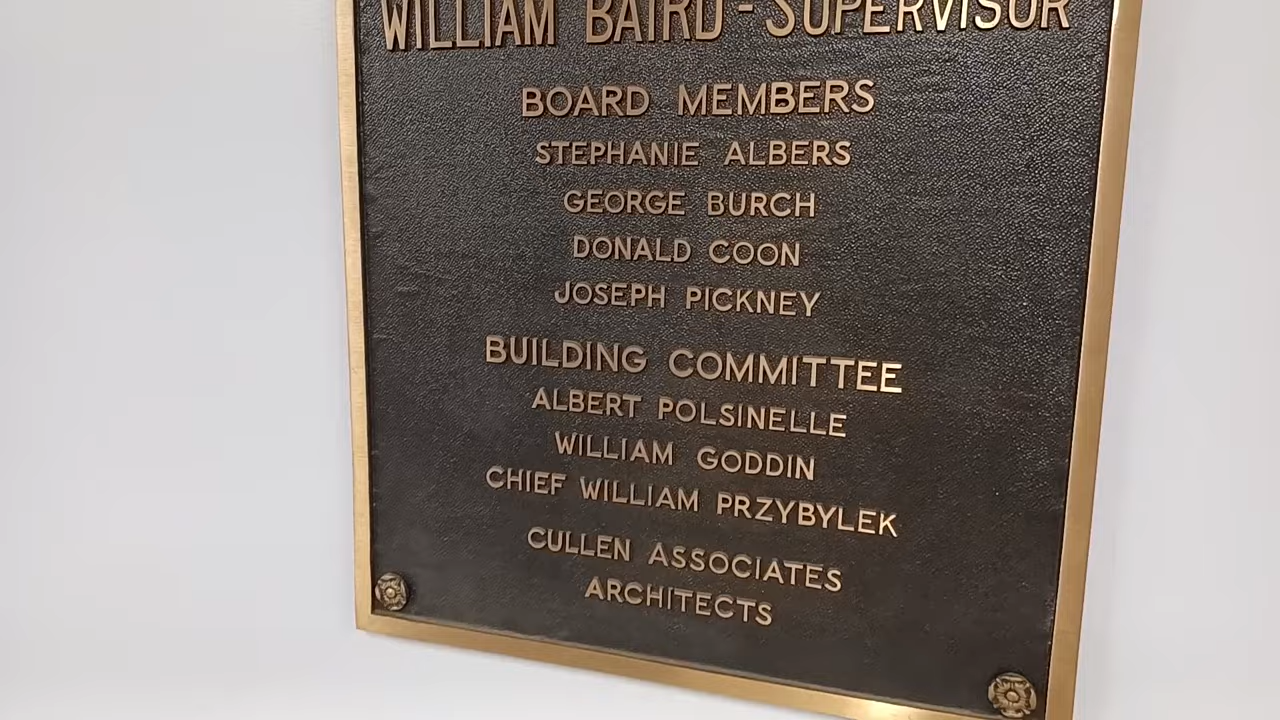 WILLIAM BAIRD - SUPERVISOR
BOARD MEMBERS
STEPHANIE ALBERS
GEORGE BURCH
DONALD COON
JOSEPH PICKNEY
BUILDING COMMITTEE
ALBERT POLSINELLE
WILLIAM GODDIN
CHIEF WILLIAM PRZYBYLEK
CULLEN ASSOCIATES
ARCHITECTS